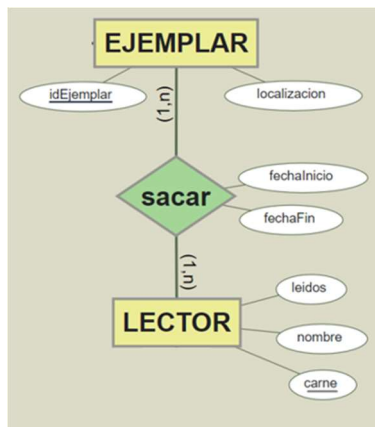 EJEMPLAR
idEjemplar
localizacion
(1,n)
fechaInicio
sacar
fechaFin
(1,n)
leidos
LECTOR
nombre
carne